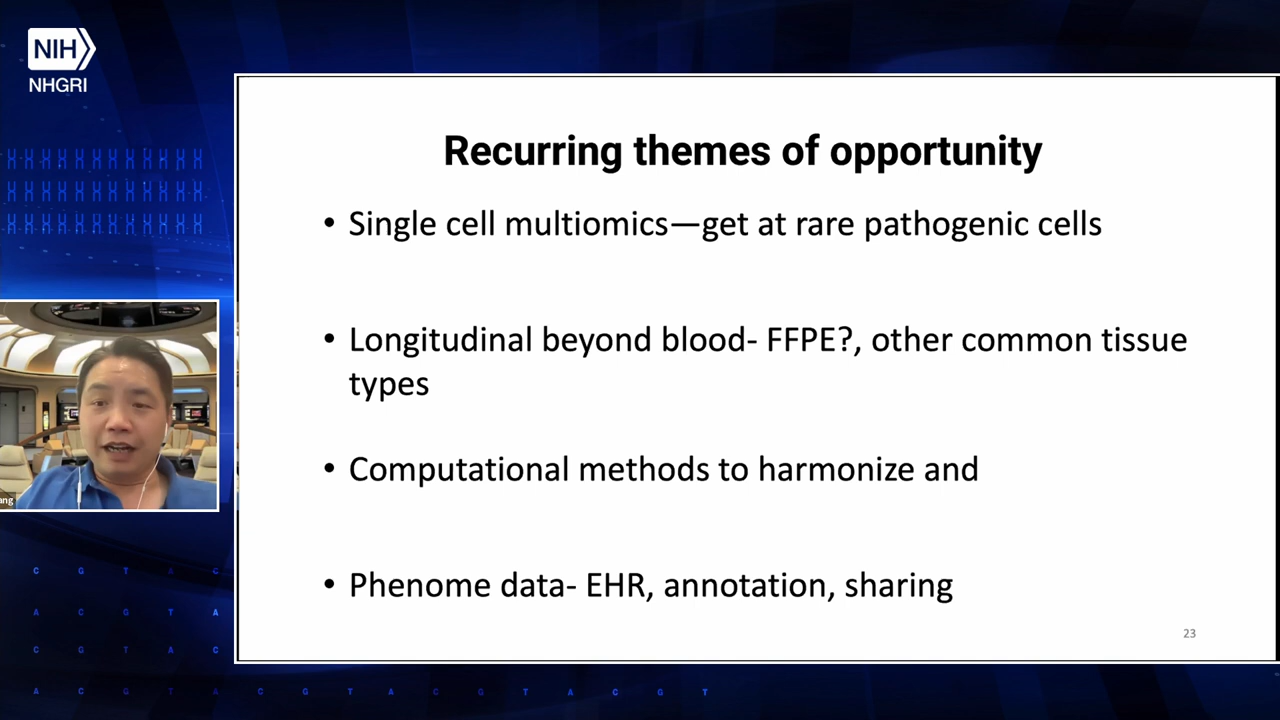 NIH
NHGRI
Recurring themes of opportunity
• Single cell multiomics—get at rare pathogenic cells
• Longitudinal beyond blood- FFPE?, other common tissue
types
• Computational methods to harmonize and
• Phenome data- EHR, annotation, sharing
23
ang
C G T A C
A C G T A
C G T A C
A C G T A C G T A C G T A C G T